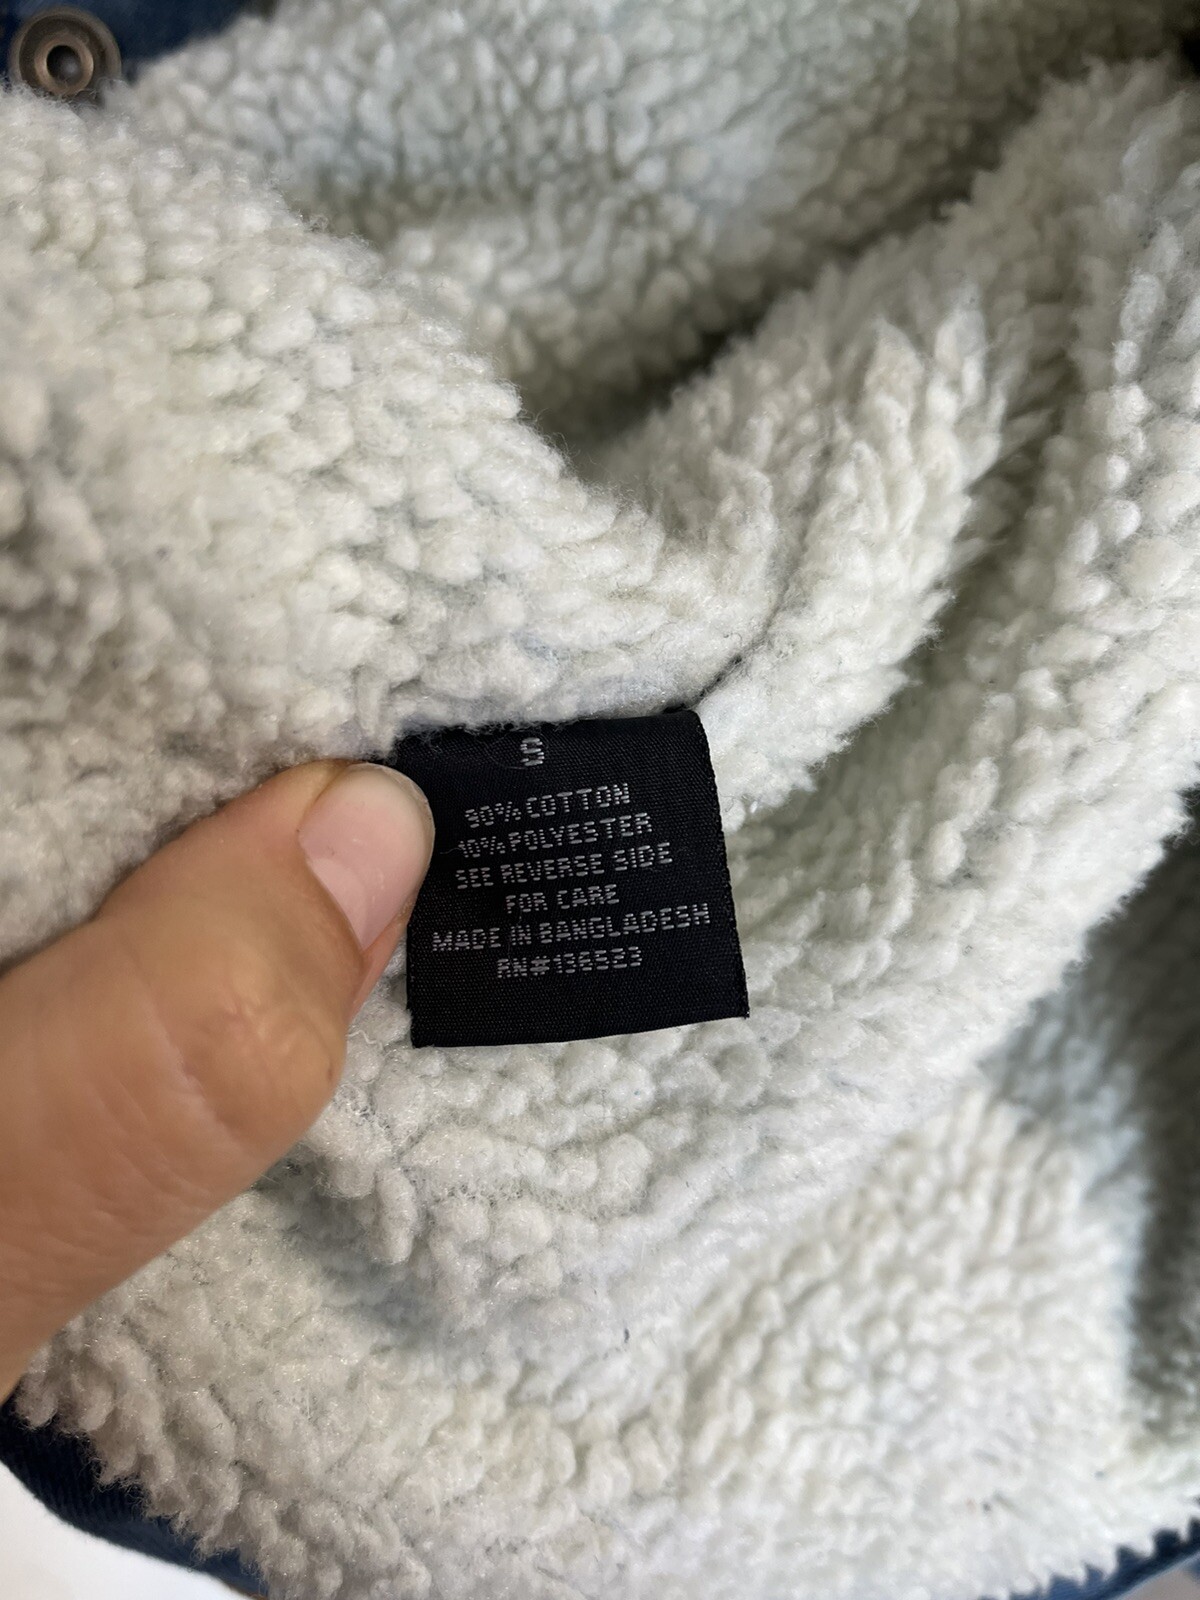 S
90% COTTON
10% POLYESTER
SEE REVERSE SIDE
FOR CARE
MADE IN BANGLADESH
RN#136523